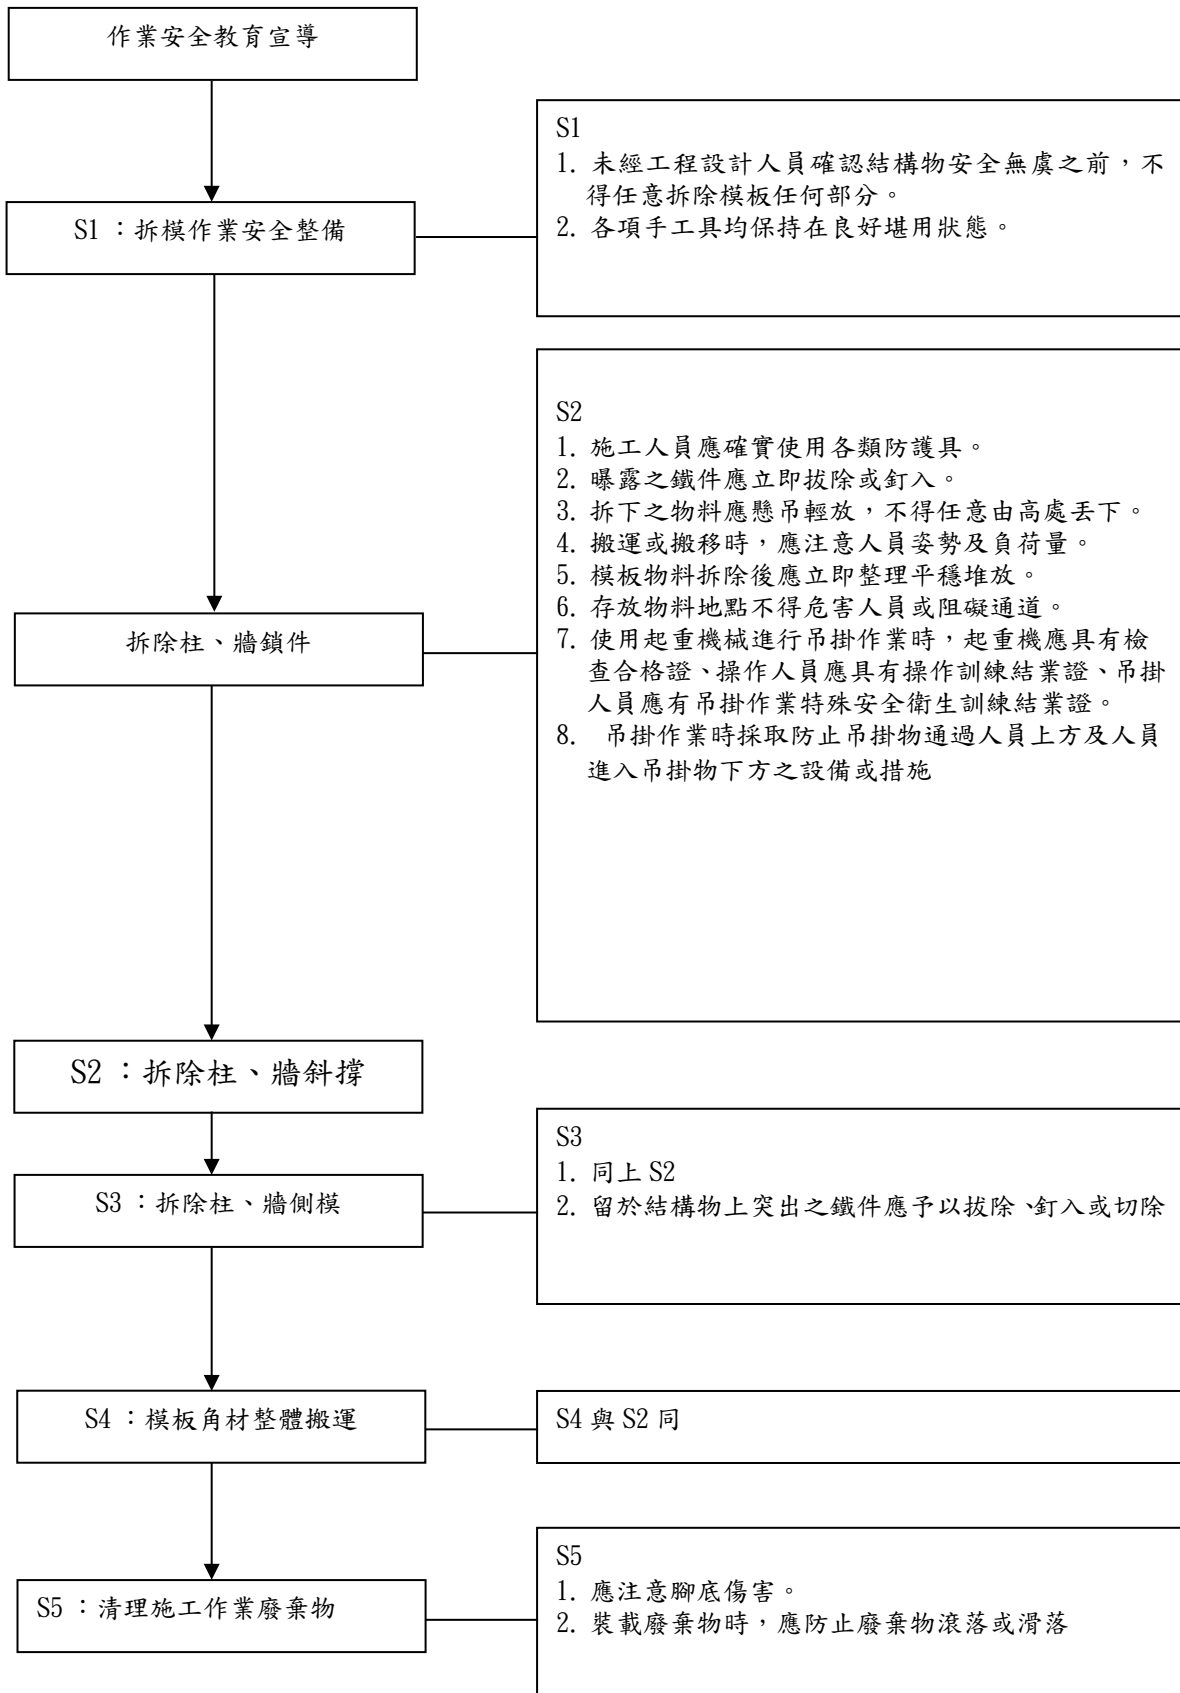 作業安全教育宣導
S1
1. 未經工程設計人員確認結構物安全無虞之前，不
得任意拆除模板任何部分。
2. 各項手工具均保持在良好堪用狀態。
S1：拆模作業安全整備
S2
1. 施工人員應確實使用各類防護具。
2. 曝露之鐵件應立即拔除或釘入。
3. 拆下之物料應懸吊輕放，不得任意由高處丟下。
4. 搬運或搬移時，應注意人員姿勢及負荷量。
5. 模板物料拆除後應立即整理平穩堆放。
6. 存放物料地點不得危害人員或阻礙通道。
7. 使用起重機械進行吊掛作業時，起重機應具有檢
查合格證、操作人員應具有操作訓練結業證、吊掛
人員應有吊掛作業特殊安全衛生訓練結業證。
8. 吊掛作業時採取防止吊掛物通過人員上方及人員
進入吊掛物下方之設備或措施
拆除柱、牆鎖件
S2：拆除柱、牆斜撐
S3
1. 同上 S2
2. 留於結構物上突出之鐵件應予以拔除、釘入或切除
S3：拆除柱、牆側模
S4：模板角材整體搬運
S4 與 S2 同
S5
1. 應注意腳底傷害。
2. 裝載廢棄物時，應防止廢棄物滾落或滑落
S5：清理施工作業廢棄物